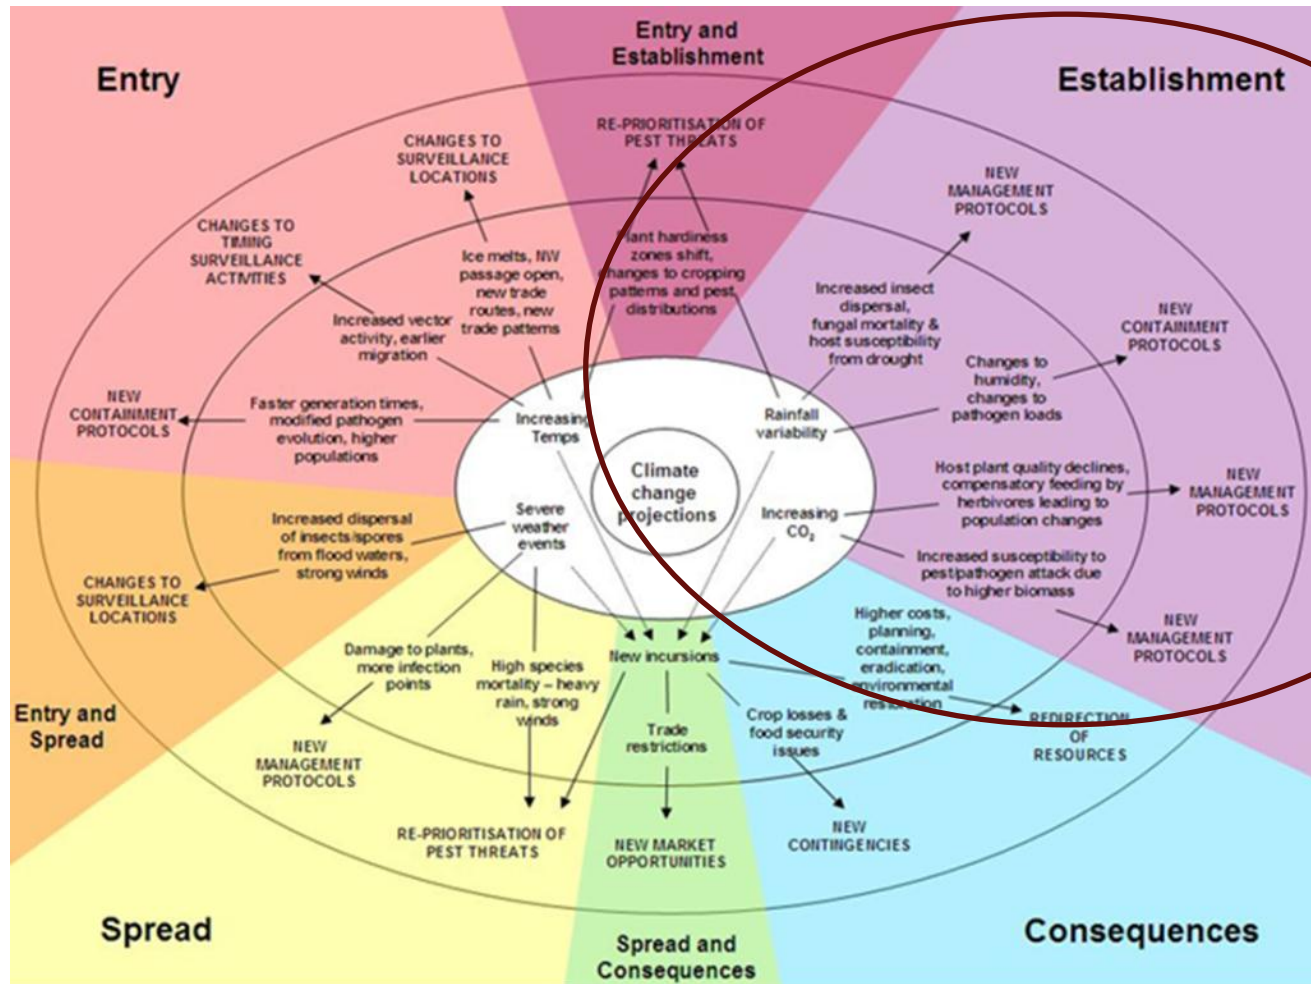 Entry and
Establishment
Entry
Establishment
RE-PRIORITISATION OF
PEST THREATS
CHANGES TO
SURVEILLANCE
LOCATIONS
NEW
MANAGEMENT
PROTOCOLS
CHANGES TO
TIMING
SURVEILLANCE
ACTIVITIES
Ice melts, NW
passage open,
new trade
routes, new
trade patterns
Plant hardiness
zones shift,
changes to cropping
patterns and pest
distributions
Increased insect
dispersal,
fungal mortality &
host susceptibility
from drought
NEW
CONTAINMENT
PROTOCOLS
Increased vector
activity, earlier
migration
Changes to
humidity,
changes to
pathogen loads
NEW
CONTAINMENT
PROTOCOLS
Faster generation times,
modified pathogen
evolution, higher
populations
Increasing
Temps
Rainfall
variability
Climate
change
projections
Host plant quality declines,
compensatory feeding by
herbivores leading to
population changes
NEW
MANAGEMENT
PROTOCOLS
Increased dispersal
of insects/spores
from flood waters,
strong winds
Severe
weather
events
Increasing
CO₂
Increased susceptibility to
pest/pathogen attack due
to higher biomass
CHANGES TO
SURVEILLANCE
LOCATIONS
NEW
MANAGEMENT
PROTOCOLS
Damage to plants,
more infection
points
High species
mortality – heavy
rain, strong
winds
New incursions
Higher costs,
planning,
containment,
eradication,
environmental
restoration
Entry and
Spread
Trade
restrictions
Crop losses &
food security
issues
REDIRECTION
OF
RESOURCES
NEW
MANAGEMENT
PROTOCOLS
RE-PRIORITISATION OF
PEST THREATS
NEW MARKET
OPPORTUNITIES
NEW
CONTINGENCIES
Spread
Spread and
Consequences
Consequences